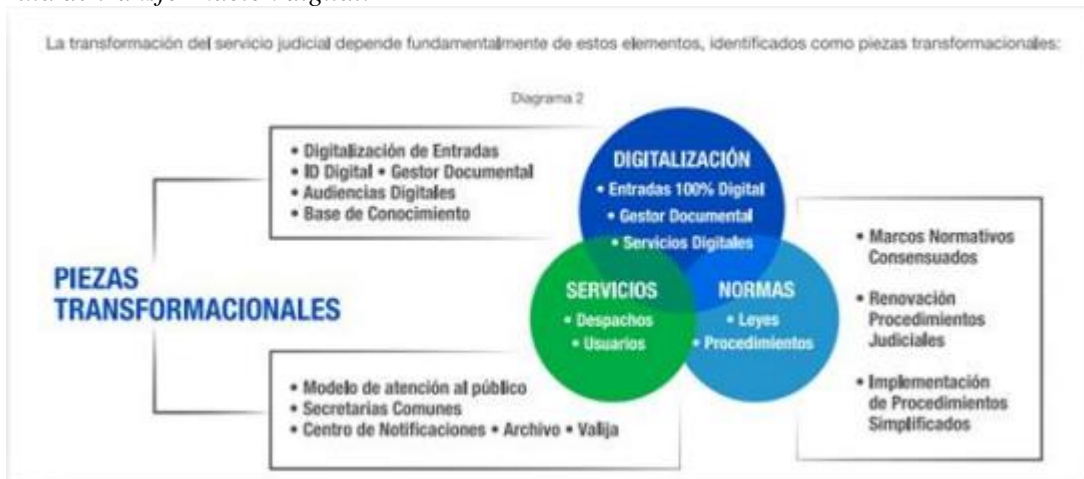 La transformación del servicio judicial depende fundamentalmente de estos elementos, identificados como piezas transformacionales:
Diagrama 2
• Digitalización de Entradas
• ID Digital • Gestor Documental
• Audiencias Digitales
• Base de Conocimiento
DIGITALIZACIÓN
• Entradas 100% Digital
• Gestor Documental
• Servicios Digitales
PIEZAS
TRANSFORMACIONALES
SERVICIOS
• Despachos
• Usuarios
NORMAS
• Leyes
• Procedimientos
• Marcos Normativos
Consensuados
• Renovación
Procedimientos
Judiciales
• Implementación
de Procedimientos
Simplificados
• Modelo de atención al público
• Secretarias Comunes
• Centro de Notificaciones • Archivo • Valija